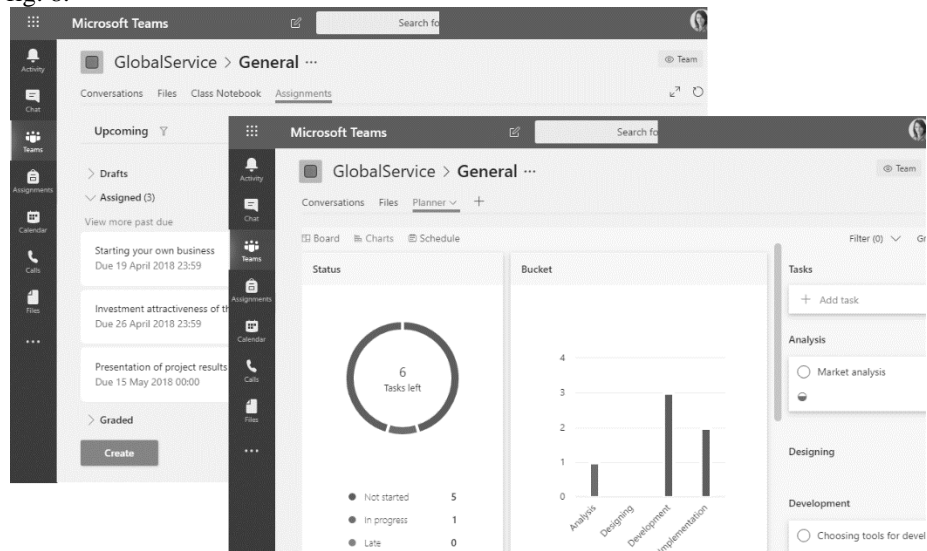 fig. 8.
Microsoft Teams
Search fo
GlobalService > General ...
Team
Conversations Files Class Notebook Assignments
Activity
Chat
Teams
Assignments
Calendar
Calls
Files
Upcoming
Drafts
Assigned (3)
View more past due
Starting your own business
Due 19 April 2018 23:59
Investment attractiveness of th
Due 26 April 2018 23:59
Presentation of project results
Due 15 May 2018 00:00
Graded
Create
Microsoft Teams
Search fo
GlobalService > General ...
Team
Conversations Files Planner +
Activity
Chat
Teams
Assignments
Calendar
Calls
Files
Board Charts Schedule
Filter (0) Gr
Status
6
Tasks left
Not started 5
In progress 1
Late 0
Bucket
4
3
2
1
0
Analysis
Designing
Development
Implementation
Tasks
+ Add task
Analysis
Market analysis
Designing
Development
Choosing tools for devel